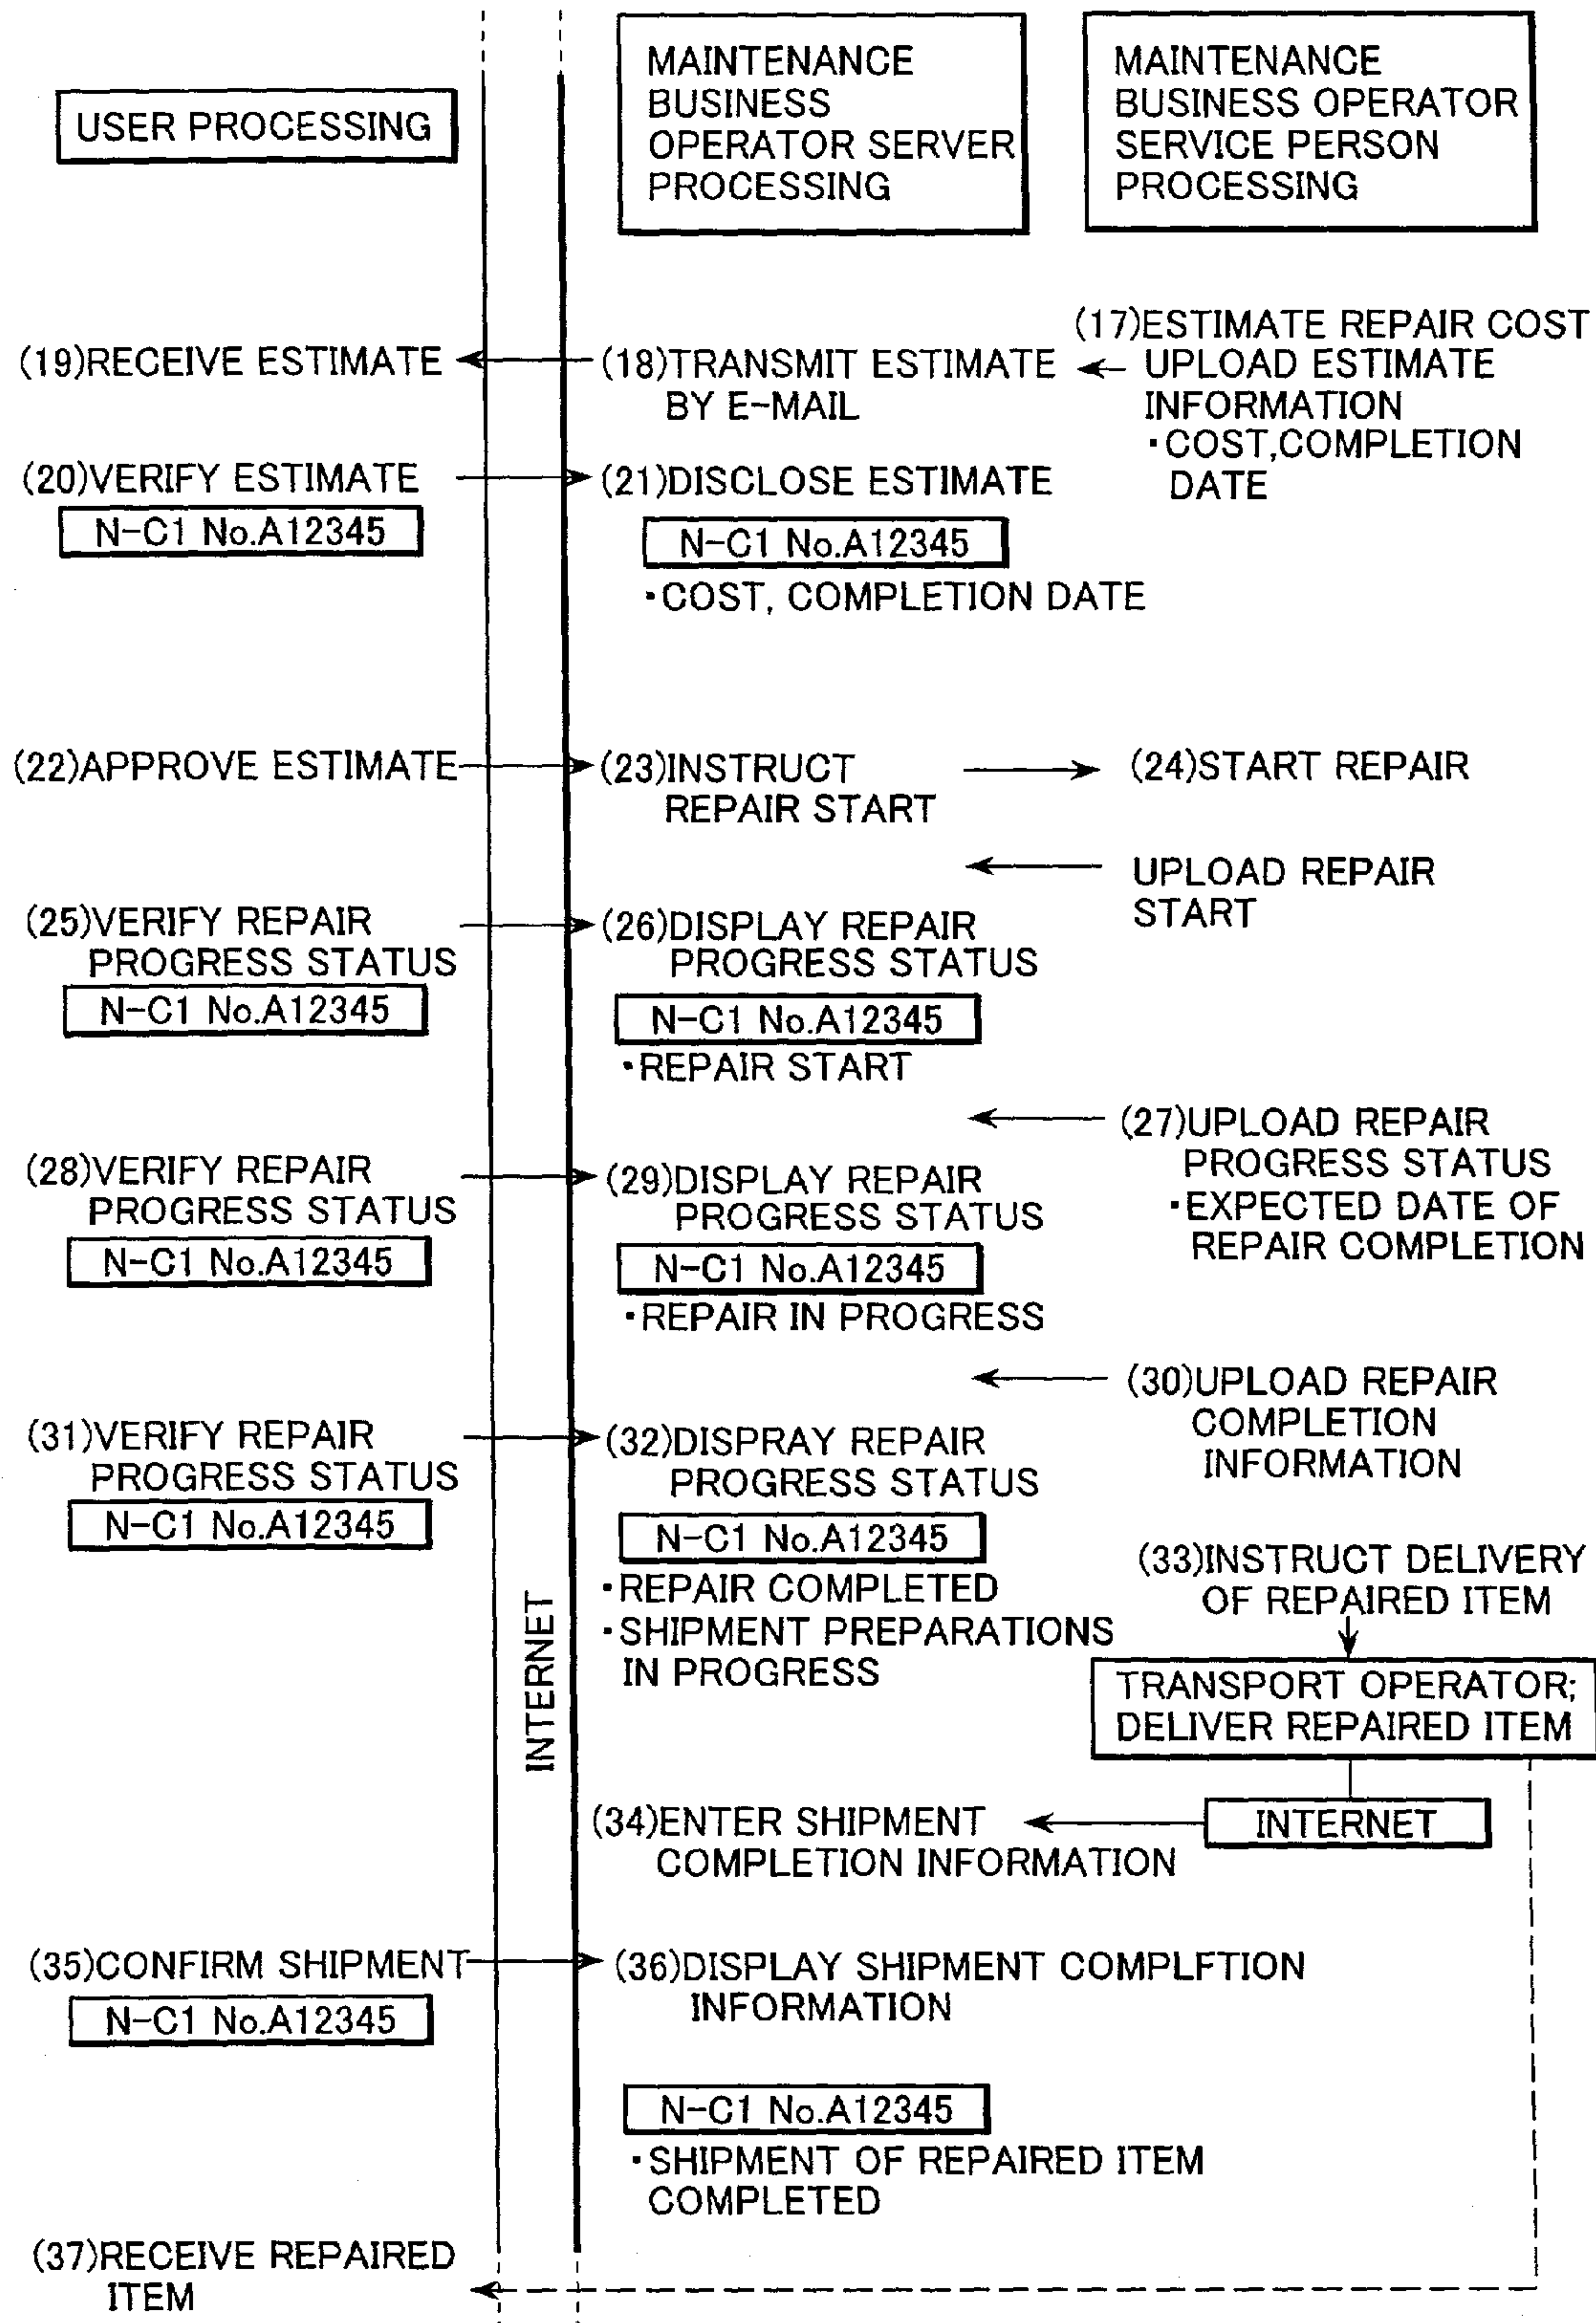 USER PROCESSING
MAINTENANCE
BUSINESS
OPERATOR SERVER
PROCESSING
MAINTENANCE
BUSINESS OPERATOR
SERVICE PERSON
PROCESSING
(17)ESTIMATE REPAIR COST
UPLOAD ESTIMATE
INFORMATION
・COST,COMPLETION
DATE
(18)TRANSMIT ESTIMATE
BY E-MAIL
(19)RECEIVE ESTIMATE
(20)VERIFY ESTIMATE
N-C1 No.A12345
(21)DISCLOSE ESTIMATE
N-C1 No.A12345
・COST, COMPLETION DATE
(22)APPROVE ESTIMATE
(23)INSTRUCT
REPAIR START
(24)START REPAIR
UPLOAD REPAIR
START
(25)VERIFY REPAIR
PROGRESS STATUS
N-C1 No.A12345
(26)DISPLAY REPAIR
PROGRESS STATUS
N-C1 No.A12345
・REPAIR START
(27)UPLOAD REPAIR
PROGRESS STATUS
・EXPECTED DATE OF
REPAIR COMPLETION
(28)VERIFY REPAIR
PROGRESS STATUS
N-C1 No.A12345
(29)DISPLAY REPAIR
PROGRESS STATUS
N-C1 No.A12345
・REPAIR IN PROGRESS
(30)UPLOAD REPAIR
COMPLETION
INFORMATION
(31)VERIFY REPAIR
PROGRESS STATUS
N-C1 No.A12345
(32)DISPRAY REPAIR
PROGRESS STATUS
N-C1 No.A12345
・REPAIR COMPLETED
・SHIPMENT PREPARATIONS
IN PROGRESS
(33)INSTRUCT DELIVERY
OF REPAIRED ITEM
TRANSPORT OPERATOR;
DELIVER REPAIRED ITEM
INTERNET
INTERNET
(34)ENTER SHIPMENT
COMPLETION INFORMATION
(35)CONFIRM SHIPMENT
N-C1 No.A12345
(36)DISPLAY SHIPMENT COMPLFTION
INFORMATION
N-C1 No.A12345
・SHIPMENT OF REPAIRED ITEM
COMPLETED
(37)RECEIVE REPAIRED
ITEM